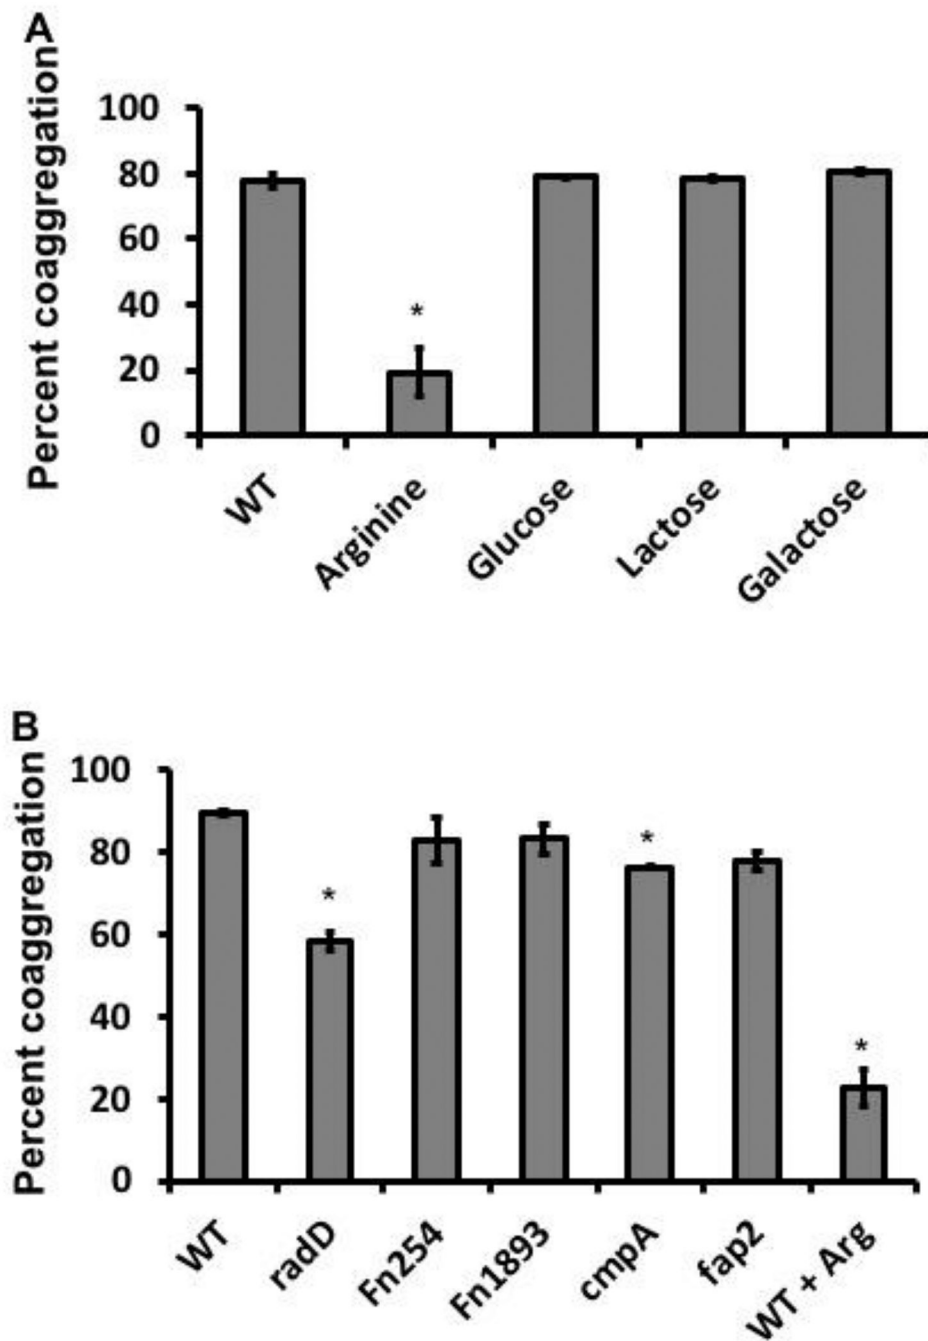 A
Percent coaggregation
100
80
60
40
20
0
*
WT
Arginine
Glucose
Lactose
Galactose
B
Percent coaggregation
100
80
60
40
20
0
*
*
*
WT
radD
Fn254
Fn1893
cmpA
fap2
WT + Arg